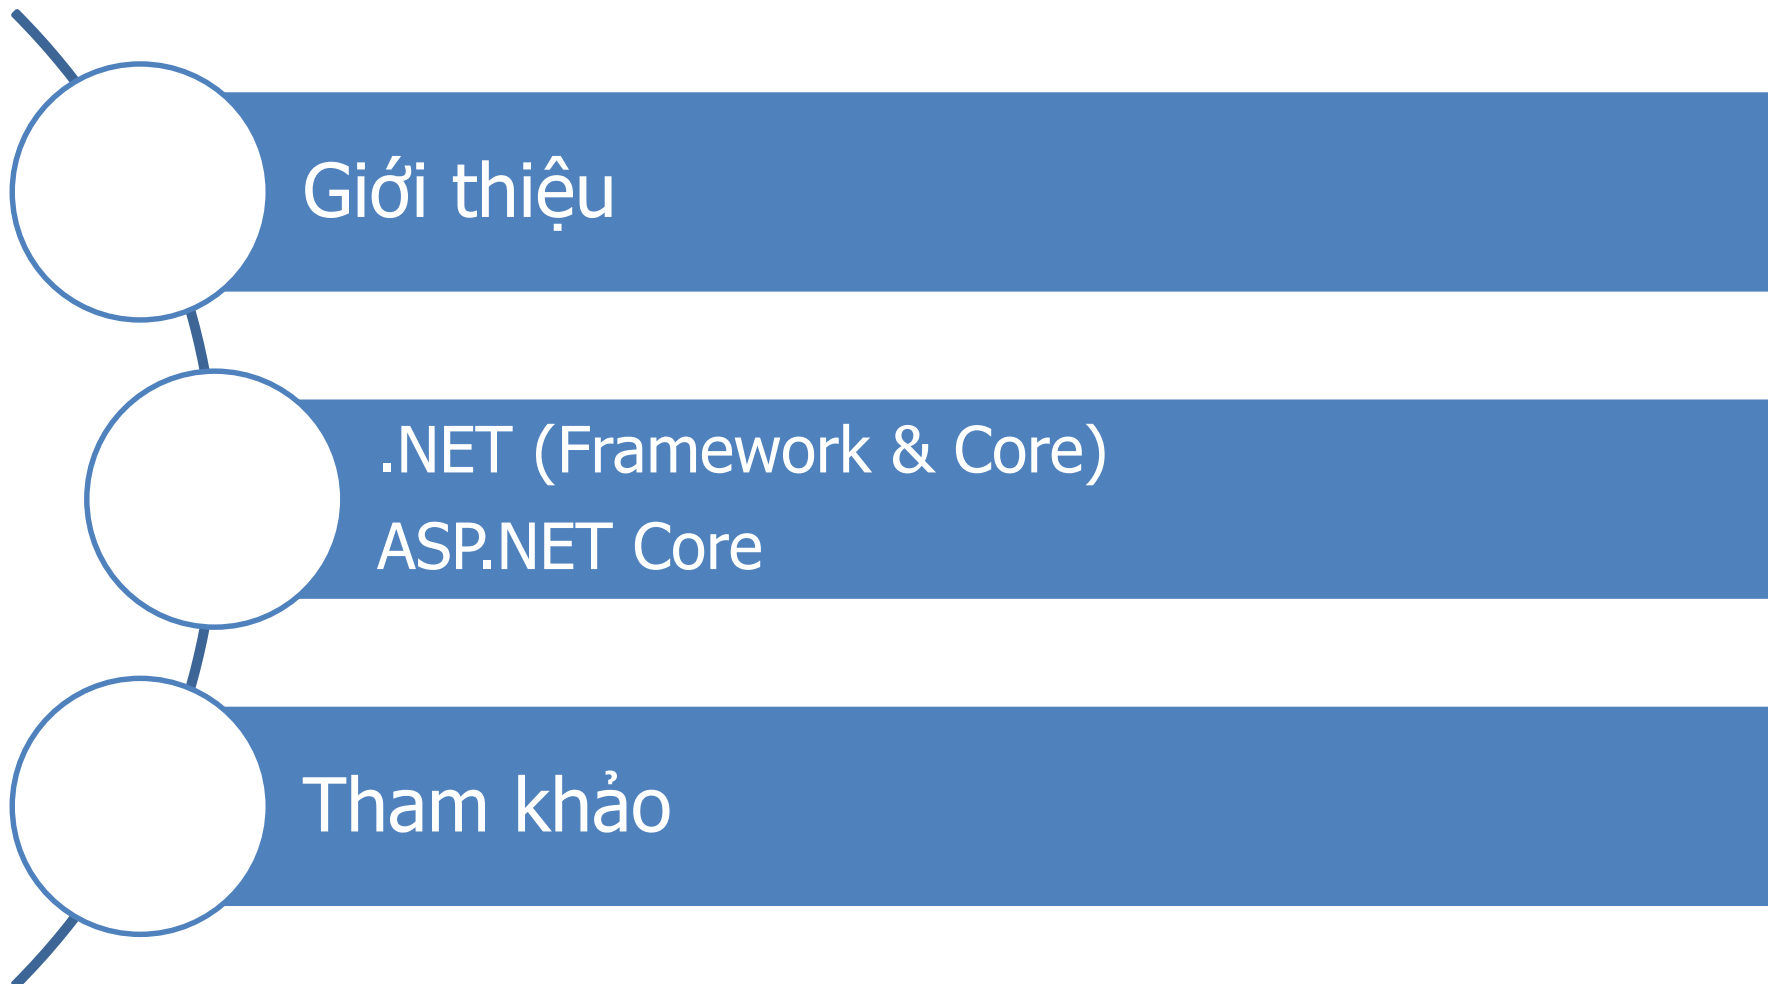 Giới thiệu
.NET (Framework & Core)
ASP.NET Core
Tham khảo